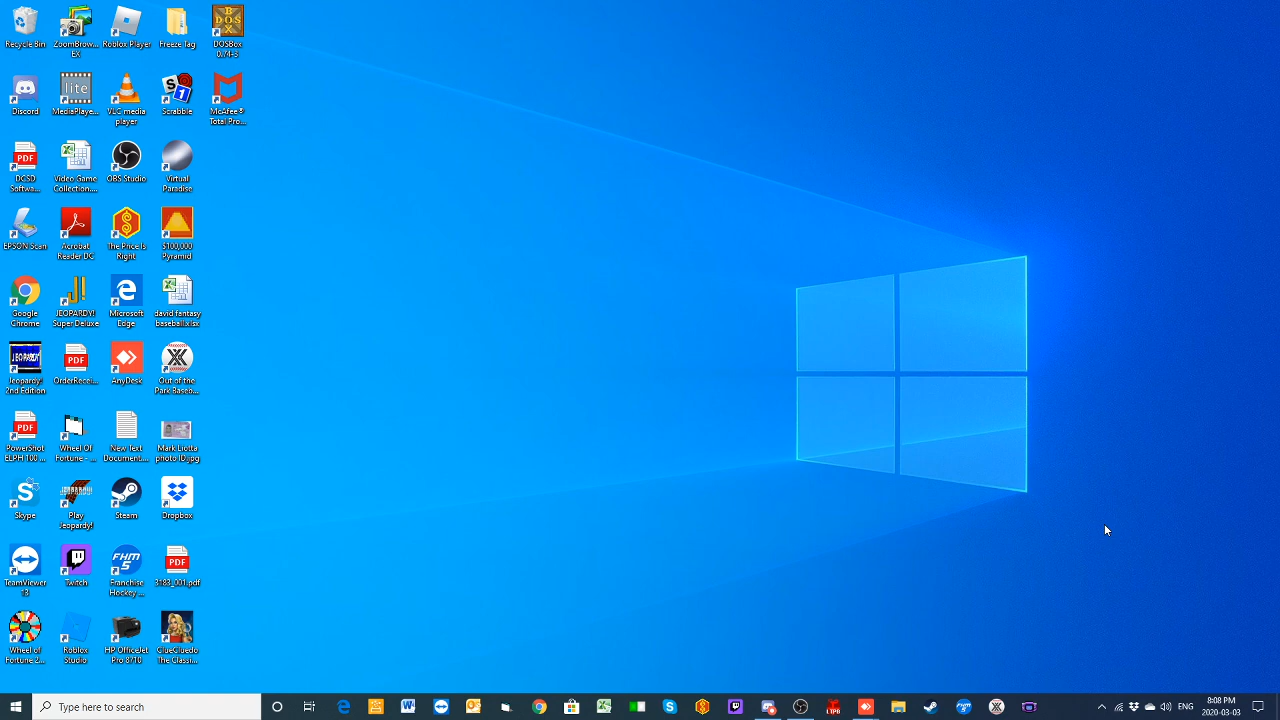 Recycle Bin
ZoomBrow...
EX
Roblox Player
Freeze Tag
DOSBox
0.74-3
Discord
MediaPlaye...
VLC media
player
Scrabble
McAfee®
Total Pro...
DCSD
Softwa...
Video Game
Collection....
OBS Studio
Virtual
Paradise
EPSON Scan
Acrobat
Reader DC
The Price Is
Right
$100,000
Pyramid
Google
Chrome
JEOPARDY!
Super Deluxe
Microsoft
Edge
david fantasy
baseball.xlsx
Jeopardy:
2nd Edition
OrderRecei...
AnyDesk
Out of the
Park Baseb...
PowerShot
ELPH 100 ...
Wheel Of
Fortune - ...
New Text
Document...
Mark Liotta
photo ID.jpg
Skype
Play
Jeopardy!
Steam
Dropbox
TeamViewer
13
Twitch
Franchise
Hockey ...
3183_001.pdf
Wheel of
Fortune 2...
Roblox
Studio
HP OfficeJet
Pro 8710
ClueCluedo
The Classi...
Type here to search
ENG
8:08 PM
2020-03-03